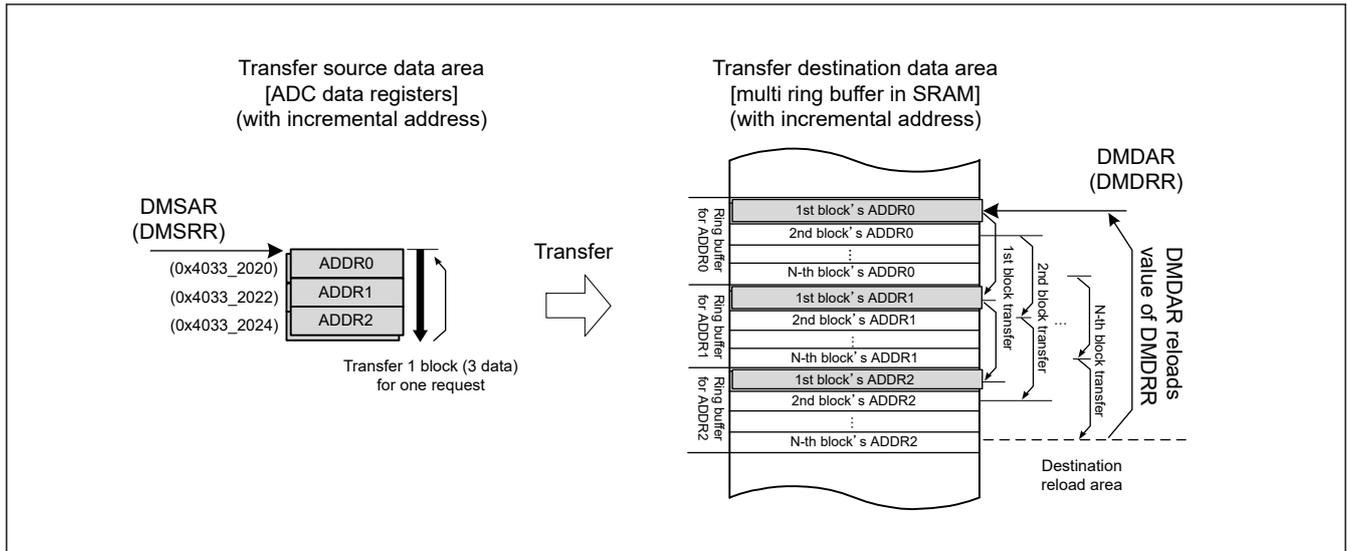 Transfer source data area
[ADC data registers]
(with incremental address)
DMSAR
(DMSRR)
(0x4033_2020)
(0x4033_2022)
(0x4033_2024)
ADDR0
ADDR1
ADDR2
Transfer 1 block (3 data)
for one request
Transfer
Transfer destination data area
[multi ring buffer in SRAM]
(with incremental address)
Ring buffer
for ADDR0
1st block's ADDR0
2nd block's ADDR0
⋮
N-th block's ADDR0
Ring buffer
for ADDR1
1st block's ADDR1
2nd block's ADDR1
⋮
N-th block's ADDR1
Ring buffer
for ADDR2
1st block's ADDR2
2nd block's ADDR2
⋮
N-th block's ADDR2
1st block transfer
2nd block transfer
...
N-th block transfer
DMDAR
(DMDRR)
DMDAR reloads
value of DMDRR
Destination
reload area